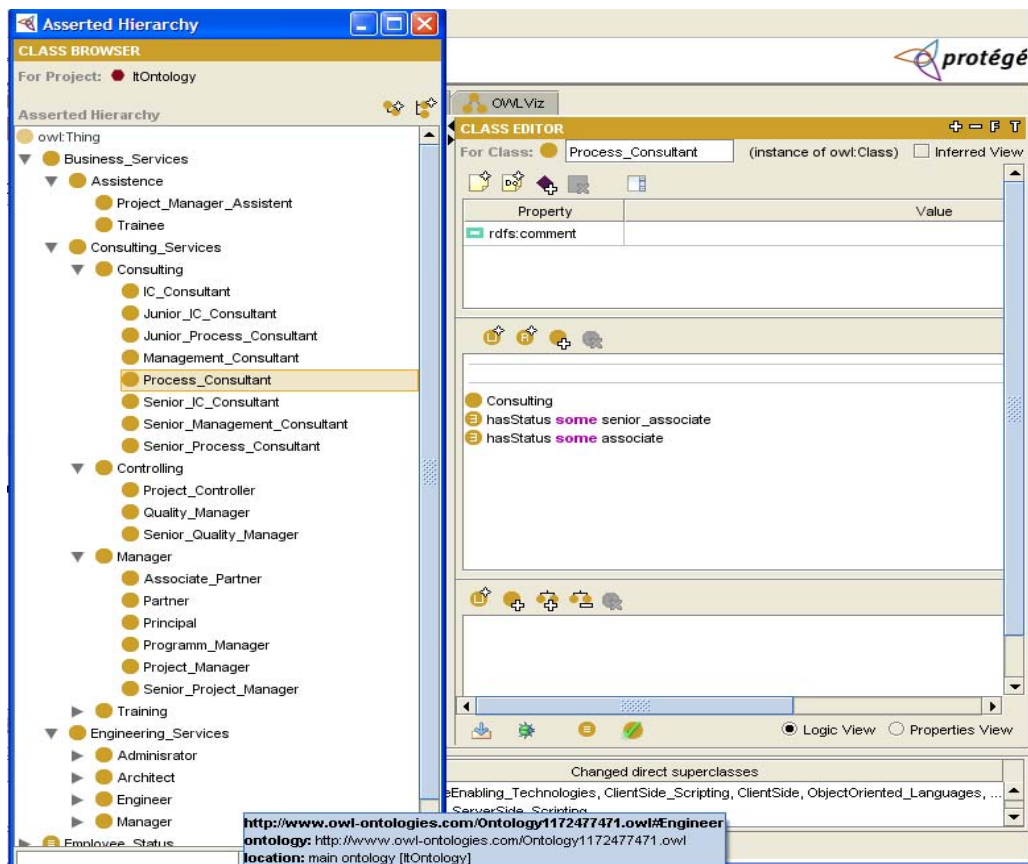 Asserted Hierarchy
CLASS BROWSER
For Project: ItOntology
Asserted Hierarchy
owl:Thing
Business_Services
Assistence
Project_Manager_Assistent
Trainee
Consulting_Services
Consulting
IC_Consultant
Junior_IC_Consultant
Junior_Process_Consultant
Management_Consultant
Process_Consultant
Senior_IC_Consultant
Senior_Management_Consultant
Senior_Process_Consultant
Controlling
Project_Controller
Quality_Manager
Senior_Quality_Manager
Manager
Associate_Partner
Partner
Principal
Programm_Manager
Project_Manager
Senior_Project_Manager
Training
Engineering_Services
Adminisrator
Architect
Engineer
Manager
Employee_Status
protégé
OWLViz
CLASS EDITOR
F T
For Class: Process_Consultant (instance of owl:Class) Inferred View
Property Value
rdfs:comment
Consulting
hasStatus some senior_associate
hasStatus some associate
Logic View Properties View
Changed direct superclasses
eEnabling_Technologies, ClientSide_Scripting, ClientSide, ObjectOriented_Languages, ...
ServerSide_Scripting
http://www.owl-ontologies.com/Ontology1172477471.owl#Engineer
ontology: http://www.owl-ontologies.com/Ontology1172477471.owl
location: main ontology [ItOntology]